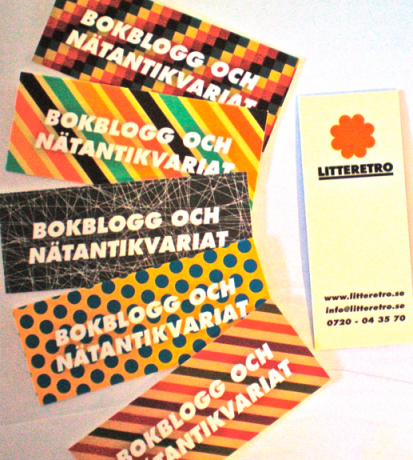 BOKBLOGG OCH
NÄTANTIKVARIAT
BOKBLOGG OCH
NÄTANTIKVARIAT
BOKBLOGG OCH
NÄTANTIKVARIAT
BOKBLOGG OCH
NÄTANTIKVARIAT
BOKBLOGG OCH
NÄTANTIKVARIAT
LITTERETRO
www.litteretro.se
info@litteretro.se
0720 - 04 35 70